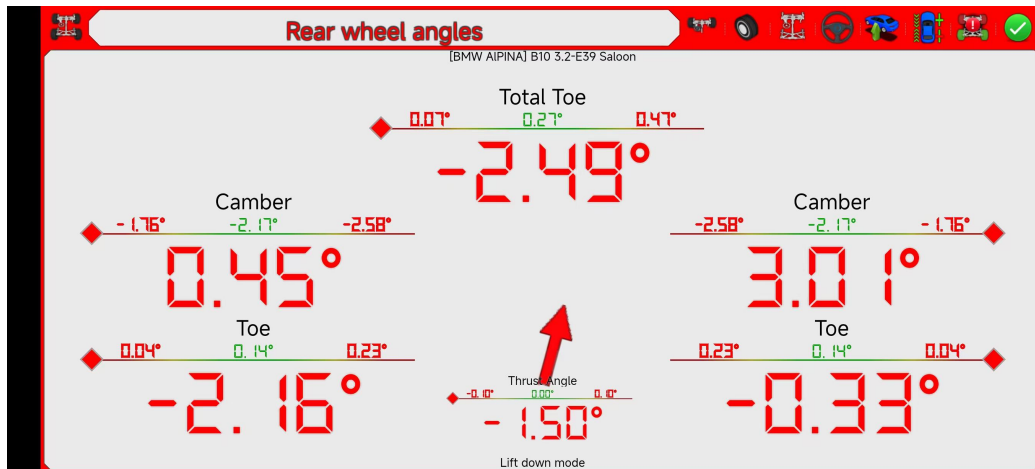 Rear wheel angles
[BMW AlPINA] B10 3.2-E39 Saloon
Total Toe
0.07° 0.27° 0.47°
-2.49°
Camber
-1.76° -2.17° -2.58°
0.45°
Camber
-2.58° -2.17° -1.76°
3.01°
Toe
0.04° 0.14° 0.23°
-2.16°
Toe
0.23° 0.14° 0.04°
-0.33°
Thrust Angle
-0.10° 0.00° 0.10°
-1.50°
Lift down mode